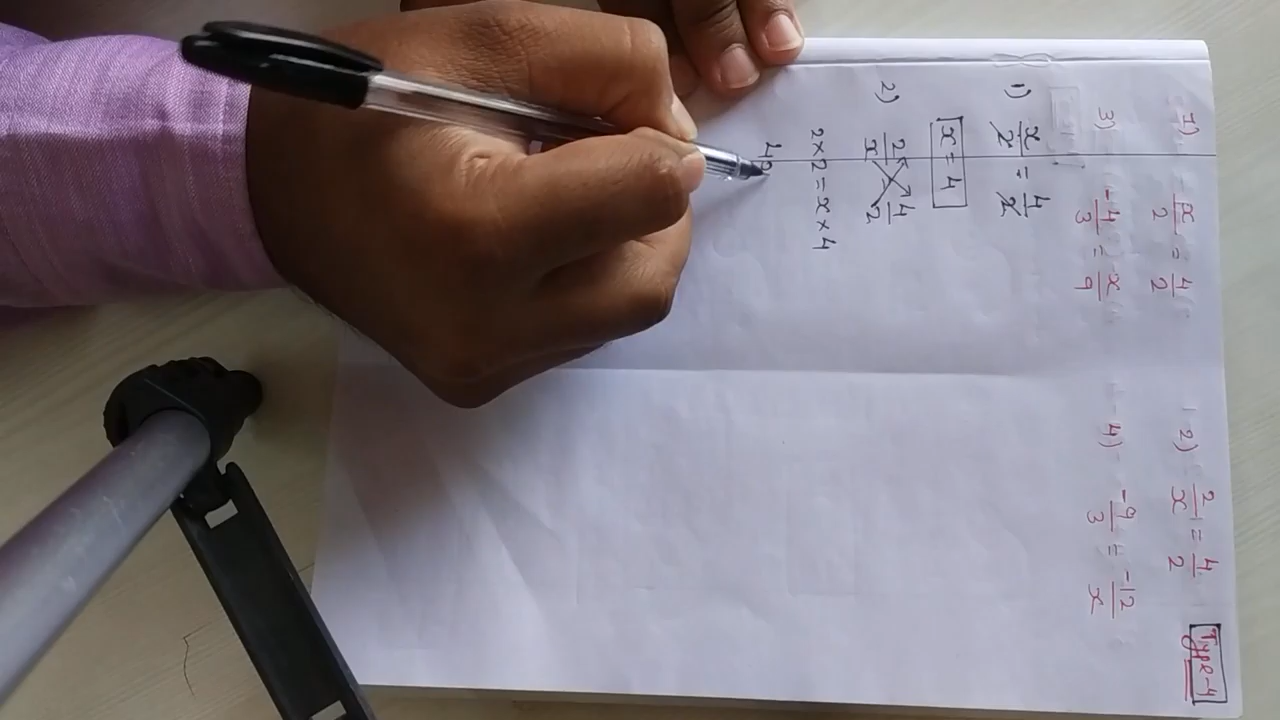 Type-4
1) x/2 = 4/2 2) 2/x = 4/2
3) -4/3 = x/9 4) -9/3 = -12/x
1) x/2 = 4/2
x = 4
2) 2/x 4/2
2 × 2 = x × 4
4